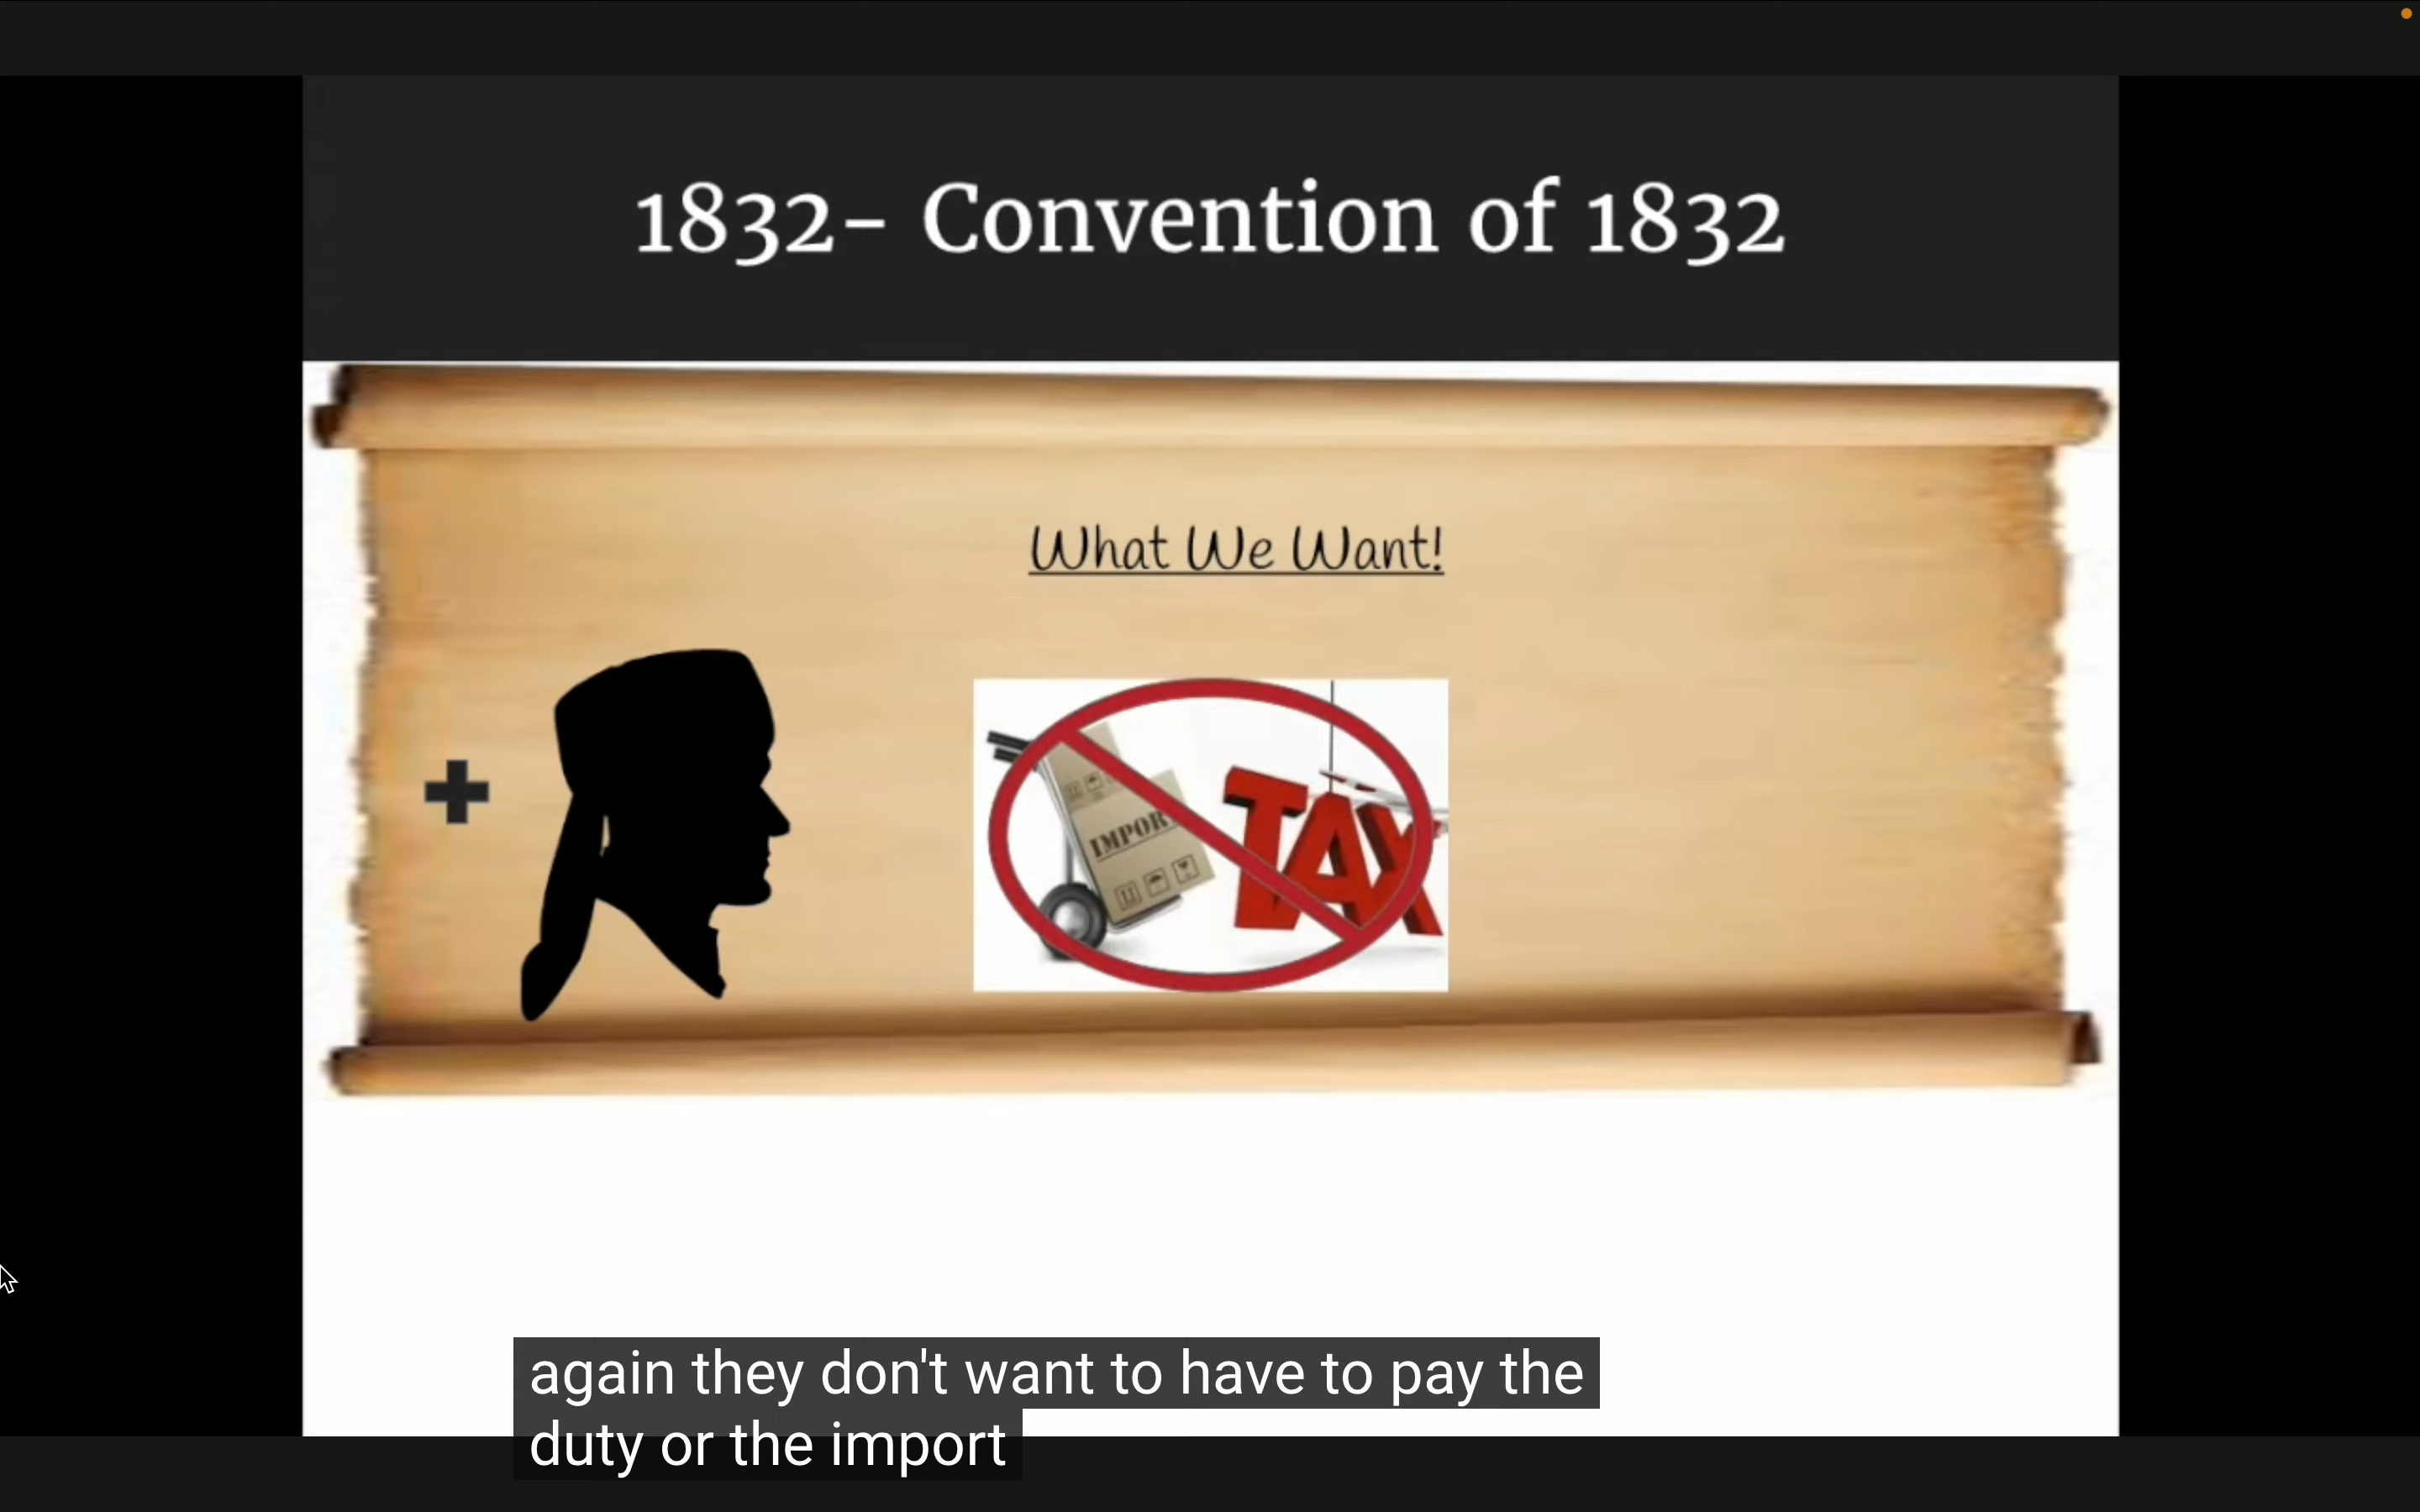 1832- Convention of 1832
What We Want!
IMPOR
TAX
again they don't want to have to pay the
duty or the import